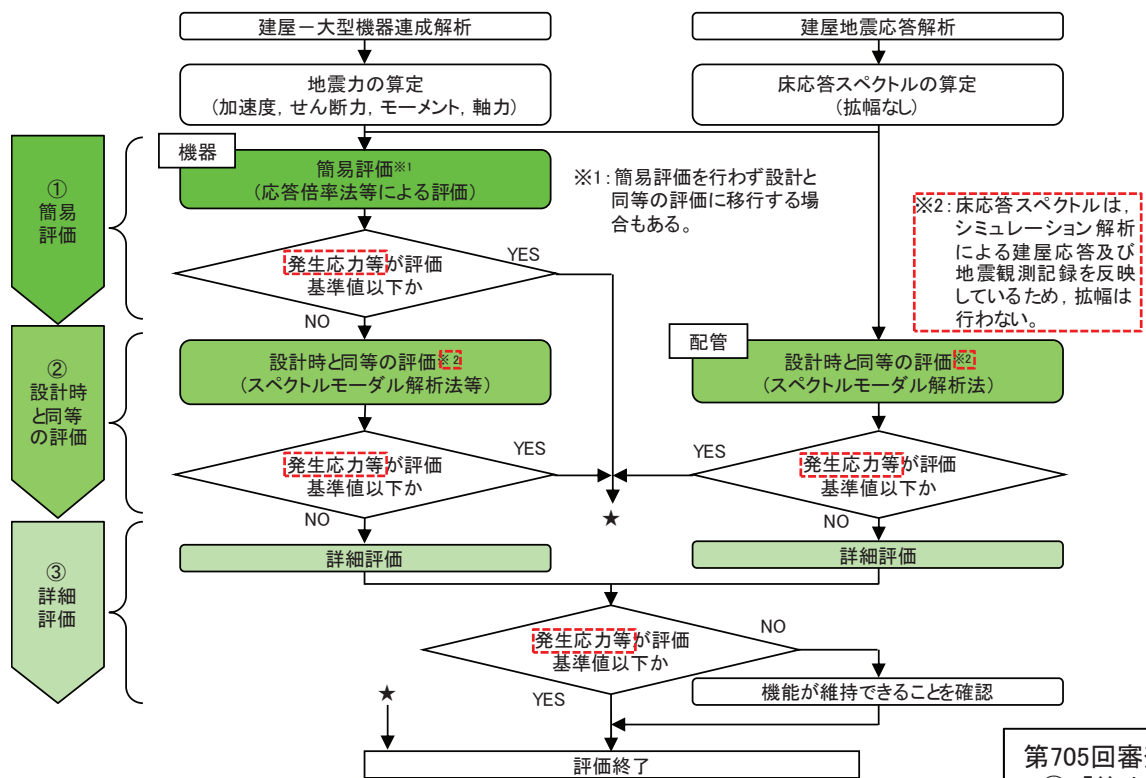 建屋－大型機器連成解析
建屋地震応答解析
地震力の算定
(加速度, せん断力, モーメント, 軸力)
床応答スペクトルの算定
(拡幅なし)
①
簡易
評価
機器
簡易評価※1
(応答倍率法等による評価)
※1：簡易評価を行わず設計と
同等の評価に移行する場
合もある。
※2：床応答スペクトルは,
シミュレーション解析
による建屋応答及び
地震観測記録を反映
しているため, 拡幅は
行わない。
発生応力等が評価
基準値以下か
YES
NO
②
設計時
と同等
の評価
設計時と同等の評価※2
(スペクトルモーダル解析法等)
配管
設計時と同等の評価※2
(スペクトルモーダル解析法)
発生応力等が評価
基準値以下か
YES
NO
★
YES
発生応力等が評価
基準値以下か
NO
③
詳細
評価
詳細評価
詳細評価
発生応力等が評価
基準値以下か
NO
YES
機能が維持できることを確認
★
評価終了
第705回審